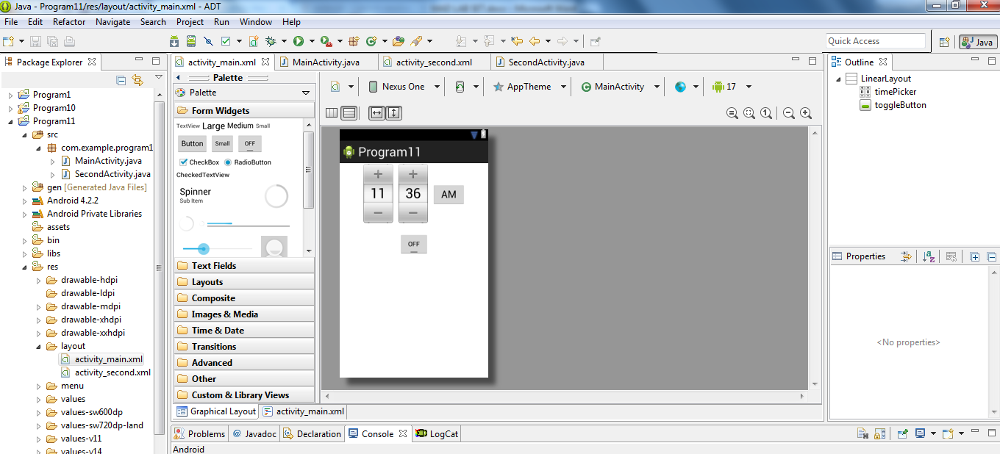 Java - Program11/res/layout/activity_main.xml - ADT
File Edit Refactor Navigate Search Project Run Window Help
Quick Access
Java
Package Explorer
Program1
Program10
Program11
src
com.example.program1
MainActivity.java
SecondActivity.java
gen [Generated Java Files]
Android 4.2.2
Android Private Libraries
assets
bin
libs
res
drawable-hdpi
drawable-ldpi
drawable-mdpi
drawable-xhdpi
drawable-xxhdpi
layout
activity_main.xml
activity_second.xml
menu
values
values-sw600dp
values-sw720dp-land
values-v11
values-v14
activity_main.xml MainActivity.java activity_second.xml SecondActivity.java
Palette
Palette
Form Widgets
TextView Large Medium Small
Button Small OFF
CheckBox RadioButton
CheckedTextView
Spinner
Sub Item
Text Fields
Layouts
Composite
Images & Media
Time & Date
Transitions
Advanced
Other
Custom & Library Views
Nexus One AppTheme MainActivity 17
Program11
+ +
11 36 AM
− −
OFF
Graphical Layout activity_main.xml
Outline
LinearLayout
timePicker
toggleButton
Properties
<No properties>
Problems Javadoc Declaration Console LogCat
Android